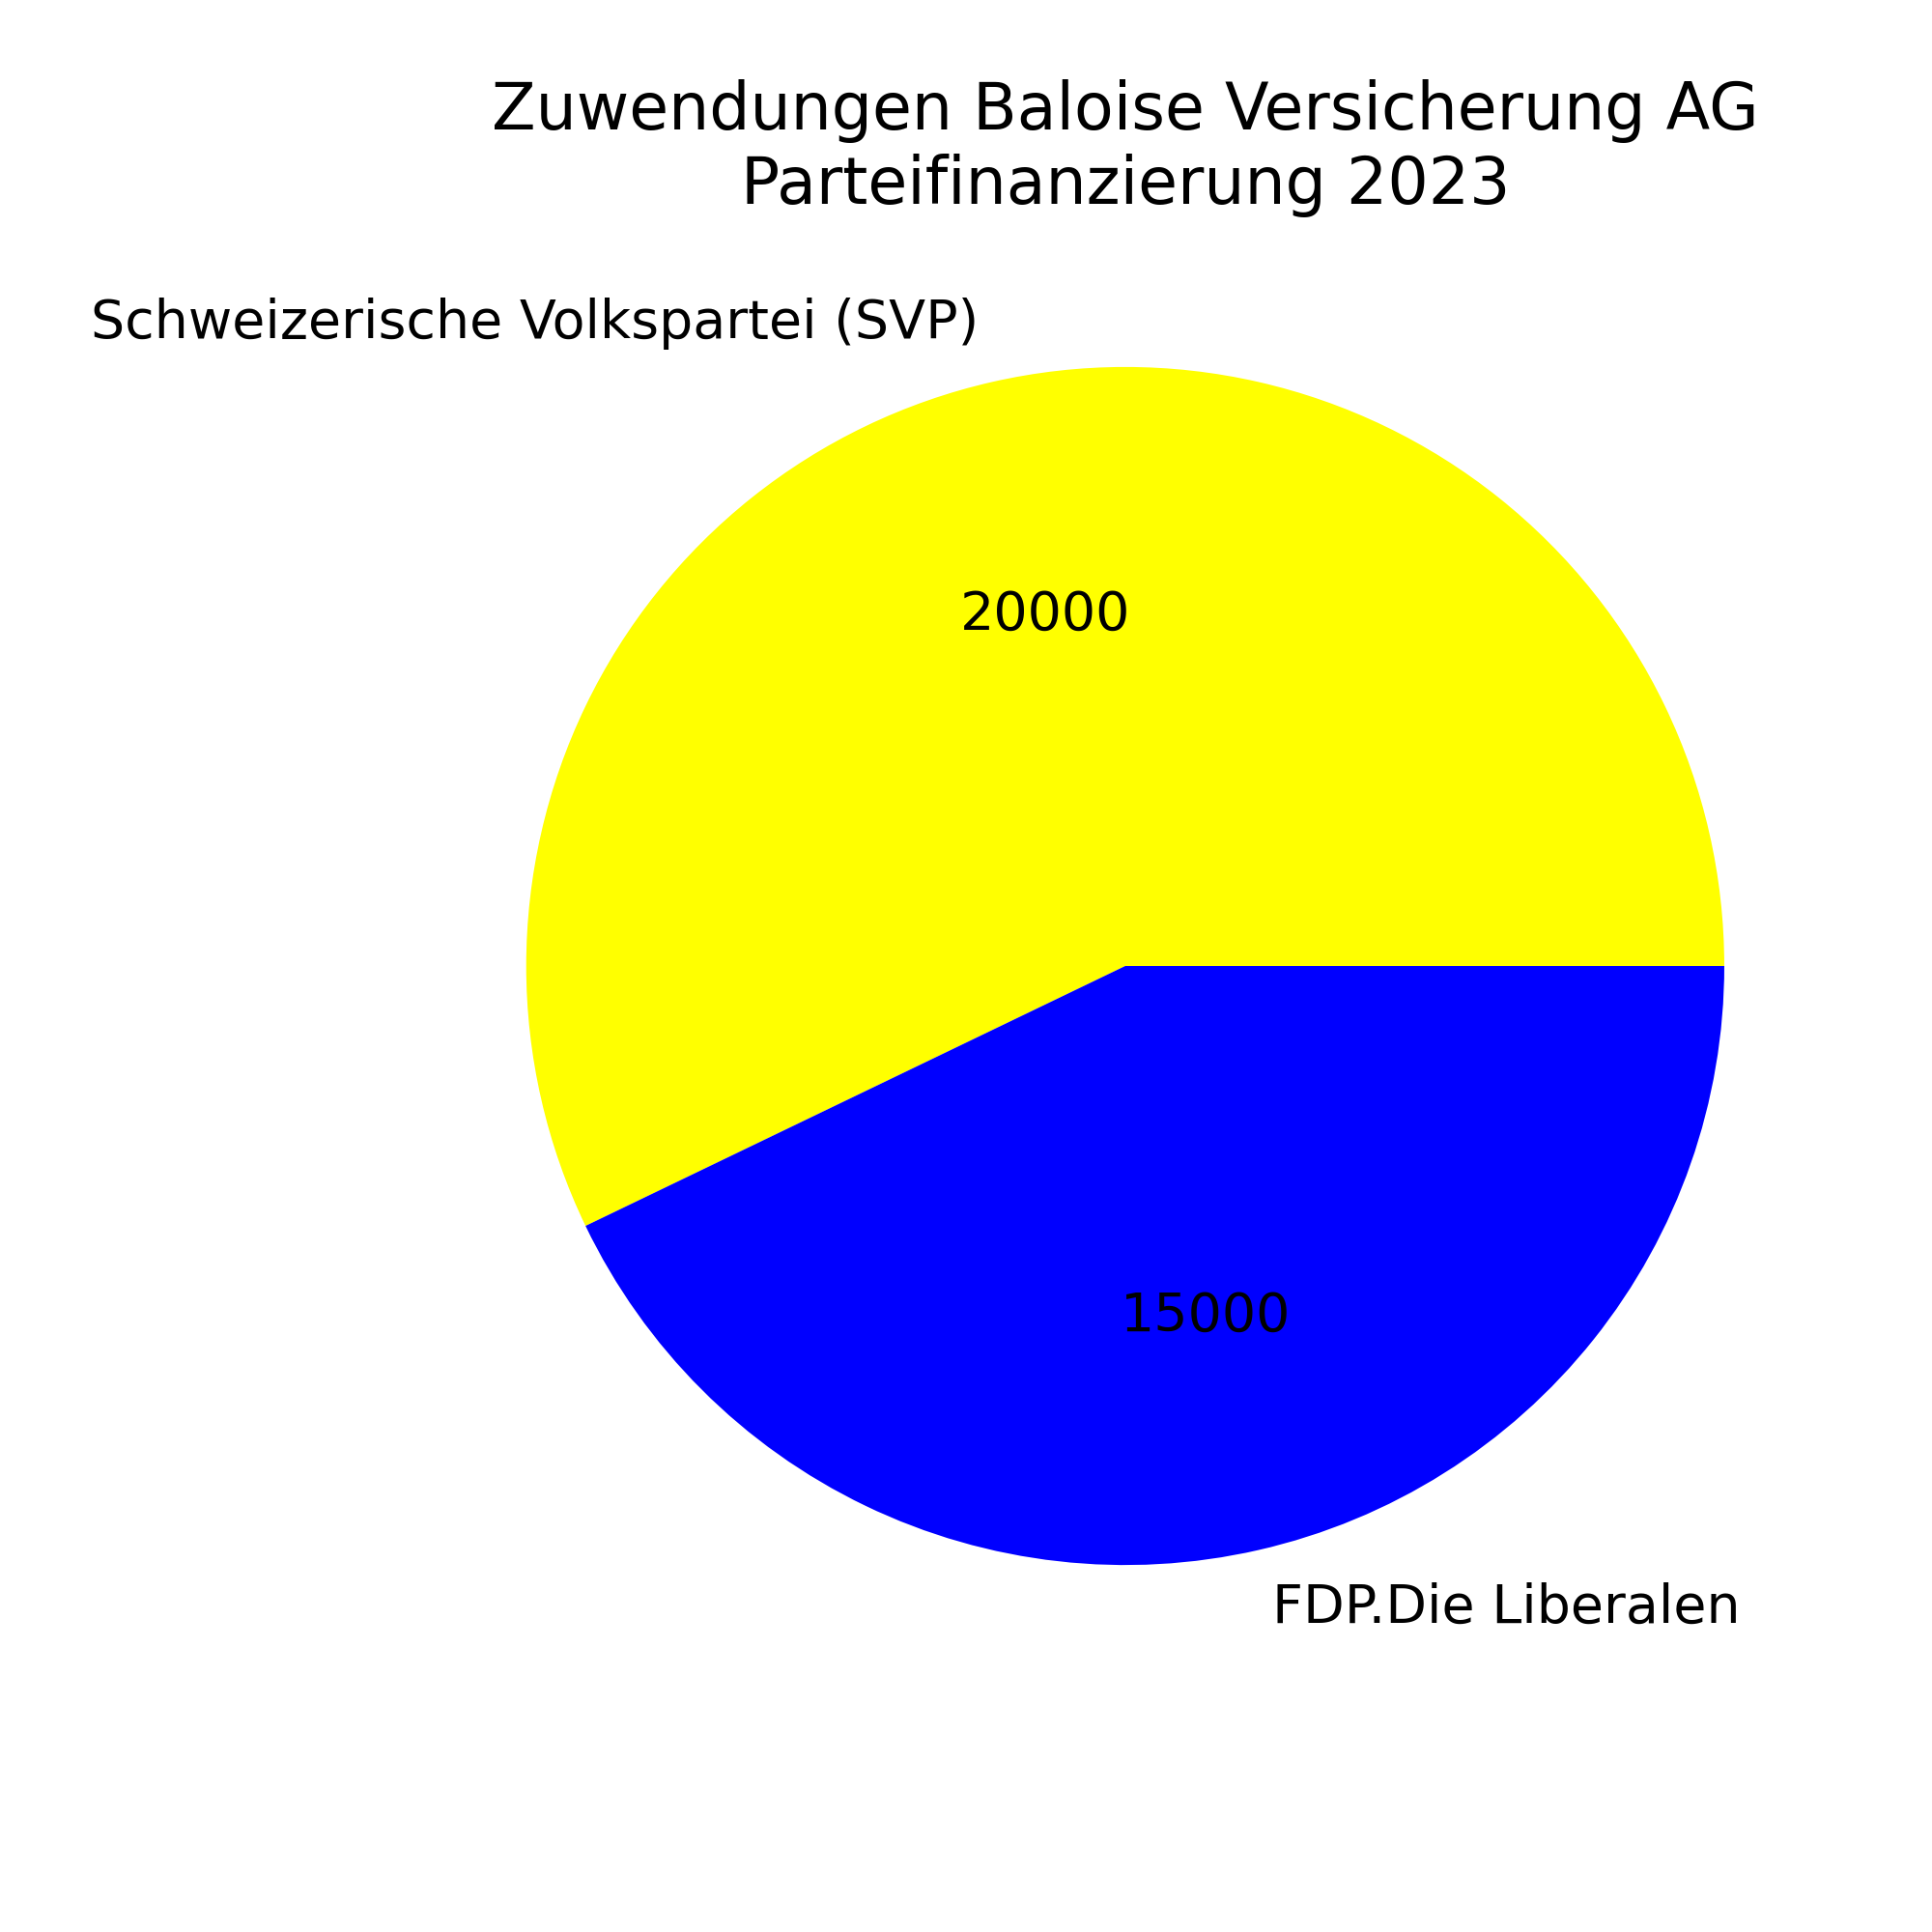 Zuwendungen Baloise Versicherung AG
Parteifinanzierung 2023
Schweizerische Volkspartei (SVP)
20000
15000
FDP.Die Liberalen